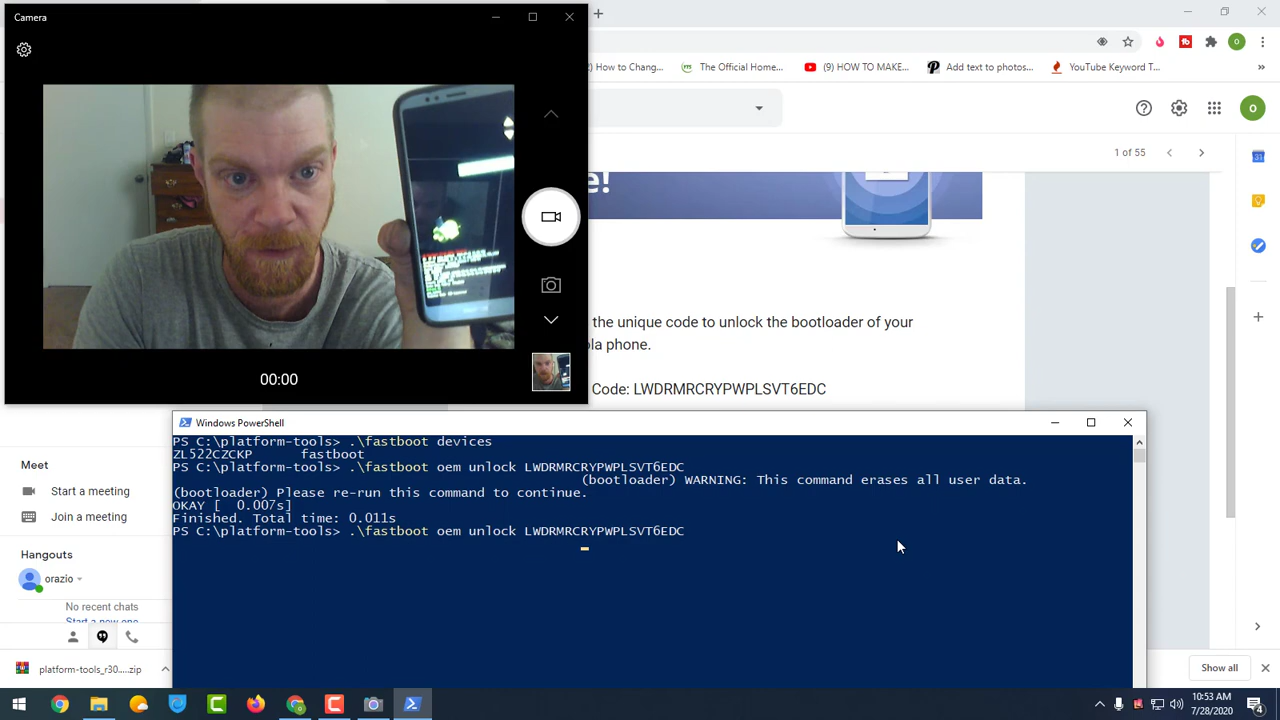 Camera
) How to Chang...
The Official Home...
(9) HOW TO MAKE...
Add text to photos...
YouTube Keyword T...
»
o
o
1 of 55
e!
the unique code to unlock the bootloader of your
la phone.
Code: LWDRMRCRYPWPLSVT6EDC
00:00
Windows PowerShell
PS C:\platform-tools> .\fastboot devices
ZL522CZCKP fastboot
PS C:\platform-tools> .\fastboot oem unlock LWDRMRCRYPWPLSVT6EDC
(bootloader) WARNING: This command erases all user data.
(bootloader) Please re-run this command to continue.
OKAY [ 0.007s]
Finished. Total time: 0.011s
PS C:\platform-tools> .\fastboot oem unlock LWDRMRCRYPWPLSVT6EDC
Meet
Start a meeting
Join a meeting
Hangouts
orazio
No recent chats
Start a new one
platform-tools_r30.....zip
Show all
10:53 AM
7/28/2020
4